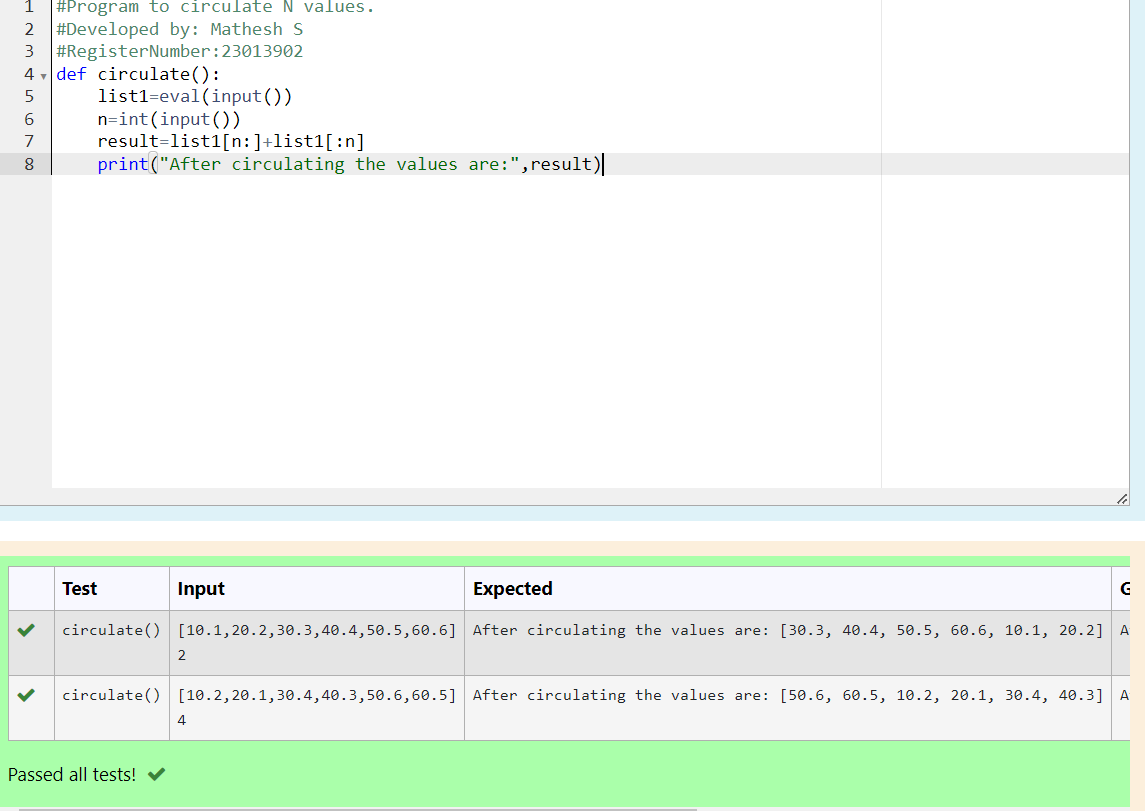 1 #Program to circulate N values.
2 #Developed by: Mathesh S
3 #RegisterNumber:23013902
4 def circulate():
5     list1=eval(input())
6     n=int(input())
7     result=list1[n:]+list1[:n]
8     print("After circulating the values are:",result)
Test Input Expected G
circulate() [10.1,20.2,30.3,40.4,50.5,60.6] After circulating the values are: [30.3, 40.4, 50.5, 60.6, 10.1, 20.2] A
2
circulate() [10.2,20.1,30.4,40.3,50.6,60.5] After circulating the values are: [50.6, 60.5, 10.2, 20.1, 30.4, 40.3] A
4
Passed all tests!